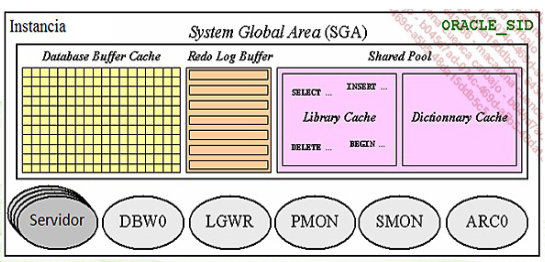 Instancia
System Global Area (SGA)
ORACLE_SID
Database Buffer Cache
Redo Log Buffer
Shared Pool
SELECT ...
INSERT ...
Library Cache
Dictionnary Cache
DELETE ...
BEGIN ...
Servidor
DBW0
LGWR
PMON
SMON
ARC0